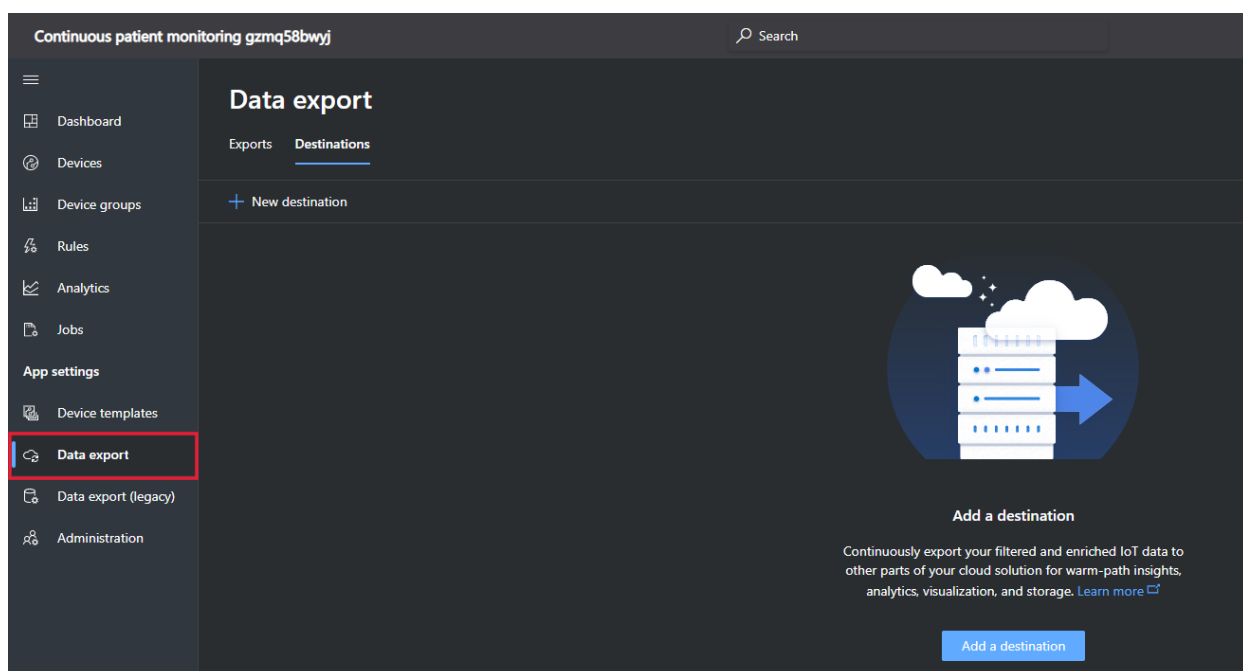 Continuous patient monitoring gzmq58bwyj
Search
Dashboard
Devices
Device groups
Rules
Analytics
Jobs
App settings
Device templates
Data export
Data export (legacy)
Administration
Data export
Exports Destinations
+ New destination
Add a destination
Continuously export your filtered and enriched IoT data to
other parts of your cloud solution for warm-path insights,
analytics, visualization, and storage. Learn more
Add a destination